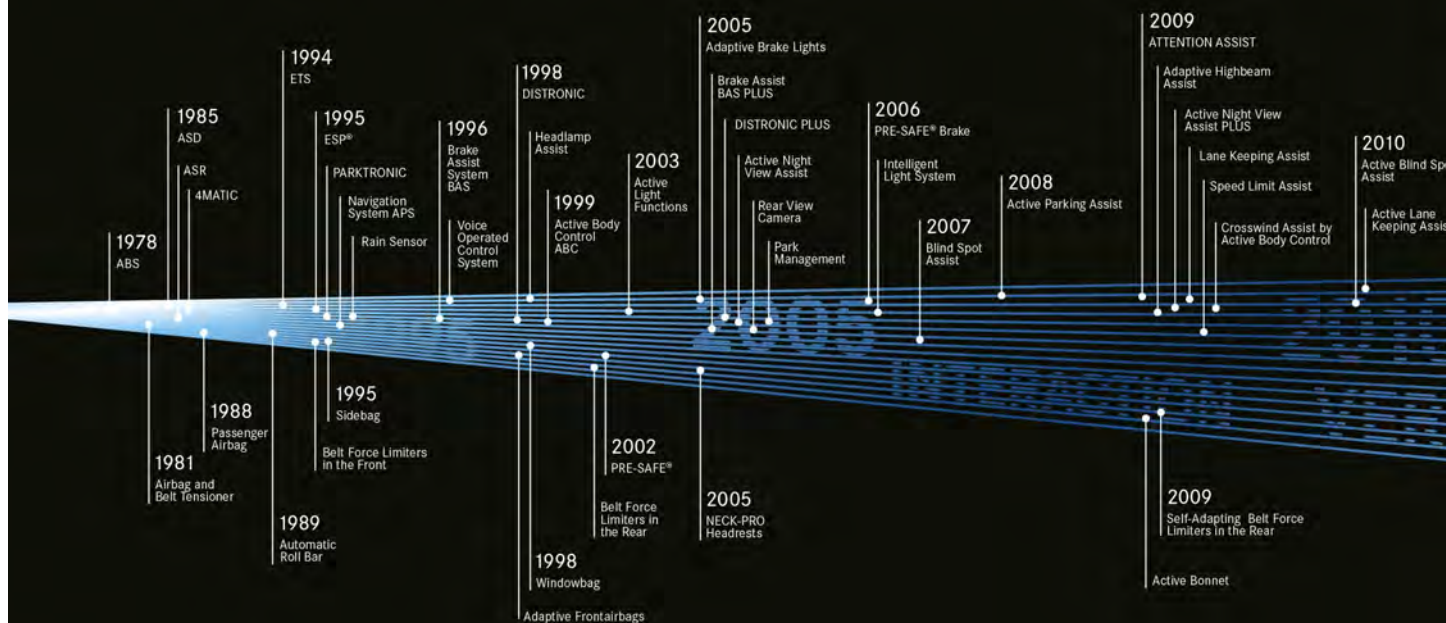 1978
ABS
1985
ASD
ASR
4MATIC
1994
ETS
1995
ESP®
PARKTRONIC
Navigation
System APS
Rain Sensor
1996
Brake
Assist
System
BAS
Voice
Operated
Control
System
1998
DISTRONIC
Headlamp
Assist
1999
Active Body
Control
ABC
2003
Active
Light
Functions
2005
Adaptive Brake Lights
Brake Assist
BAS PLUS
DISTRONIC PLUS
Active Night
View Assist
Rear View
Camera
Park
Management
2006
PRE-SAFE® Brake
Intelligent
Light System
2007
Blind Spot
Assist
2008
Active Parking Assist
2009
ATTENTION ASSIST
Adaptive Highbeam
Assist
Active Night View
Assist PLUS
Lane Keeping Assist
Speed Limit Assist
Crosswind Assist by
Active Body Control
2010
Active Blind Spo
Assist
Active Lane
Keeping Assis
2005
1981
Airbag and
Belt Tensioner
1988
Passenger
Airbag
1989
Automatic
Roll Bar
1995
Sidebag
Belt Force Limiters
in the Front
1998
Windowbag
Adaptive Frontairbags
2002
PRE-SAFE®
Belt Force
Limiters in
the Rear
2005
NECK-PRO
Headrests
2009
Self-Adapting Belt Force
Limiters in the Rear
Active Bonnet